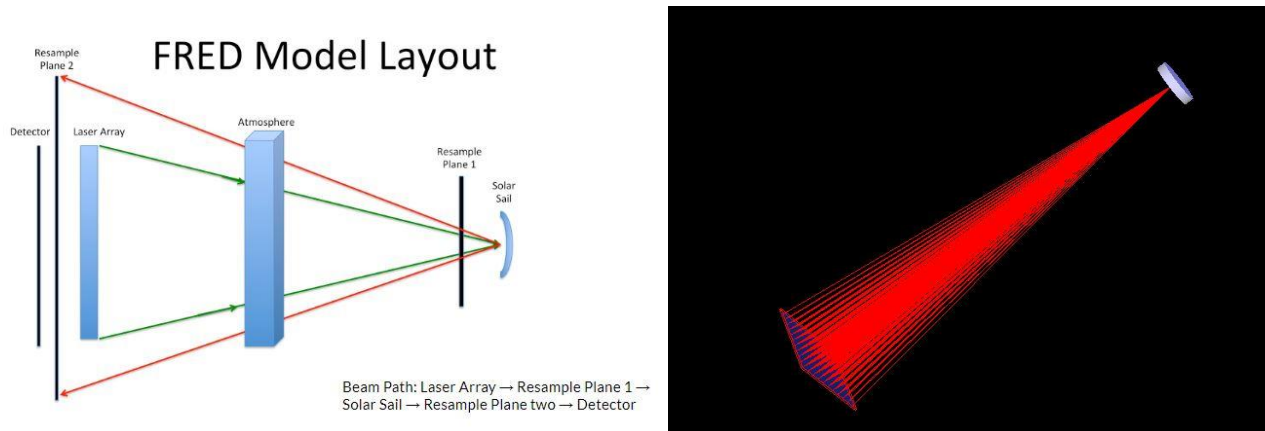 FRED Model Layout
Resample
Plane 2
Detector
Laser Array
Atmosphere
Resample
Plane 1
Solar
Sail
Beam Path: Laser Array → Resample Plane 1 →
Solar Sail → Resample Plane two → Detector